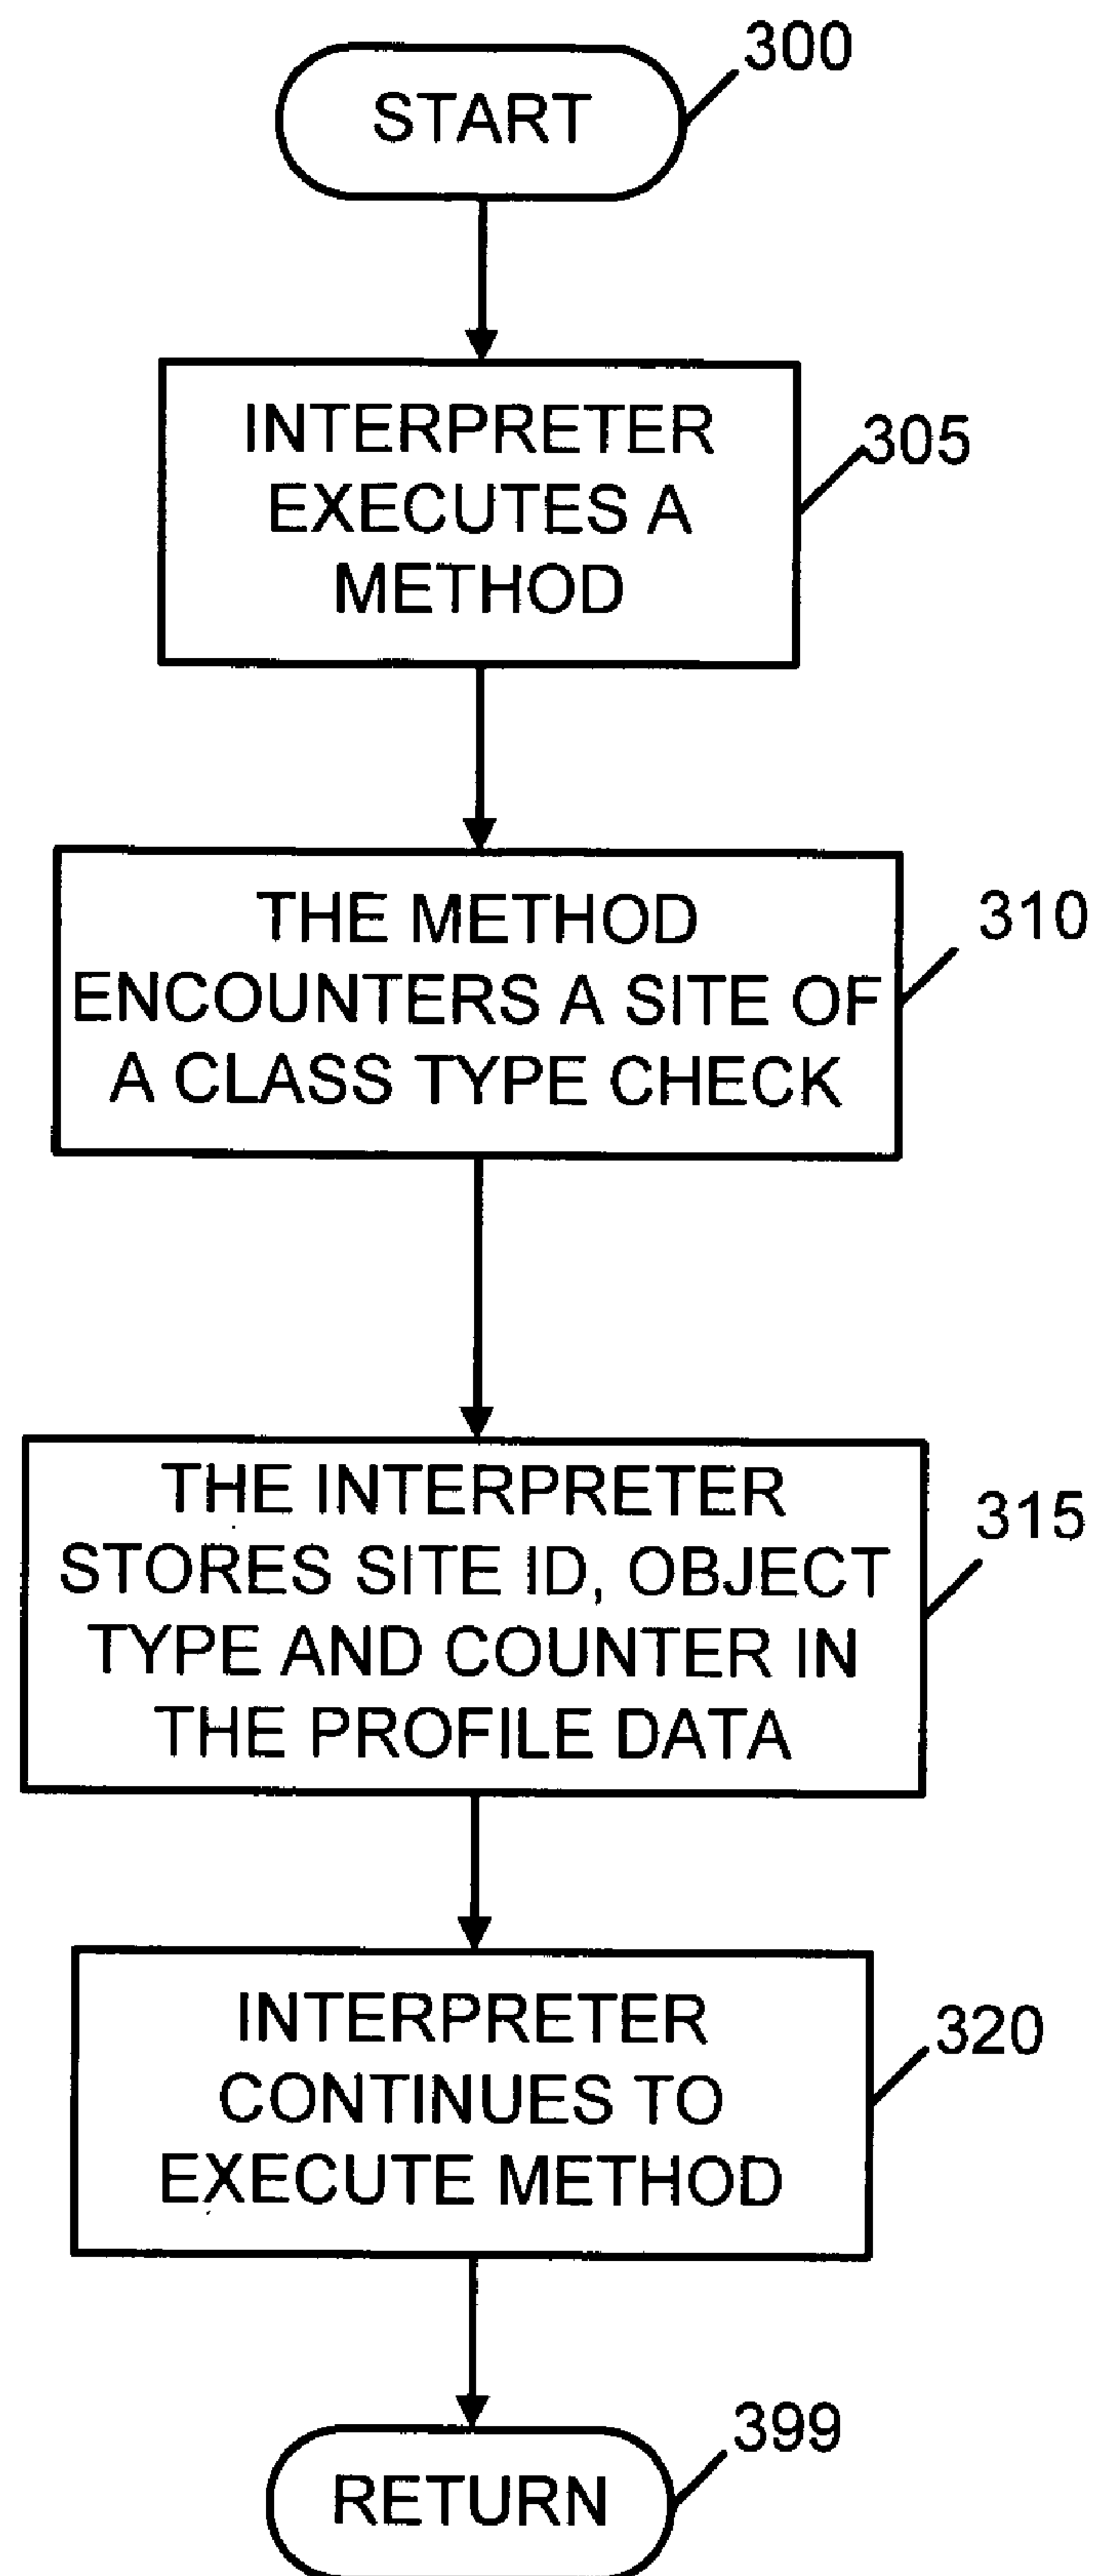 300
START
INTERPRETER
EXECUTES A
METHOD
305
THE METHOD
ENCOUNTERS A SITE OF
A CLASS TYPE CHECK
310
THE INTERPRETER
STORES SITE ID, OBJECT
TYPE AND COUNTER IN
THE PROFILE DATA
315
INTERPRETER
CONTINUES TO
EXECUTE METHOD
320
399
RETURN